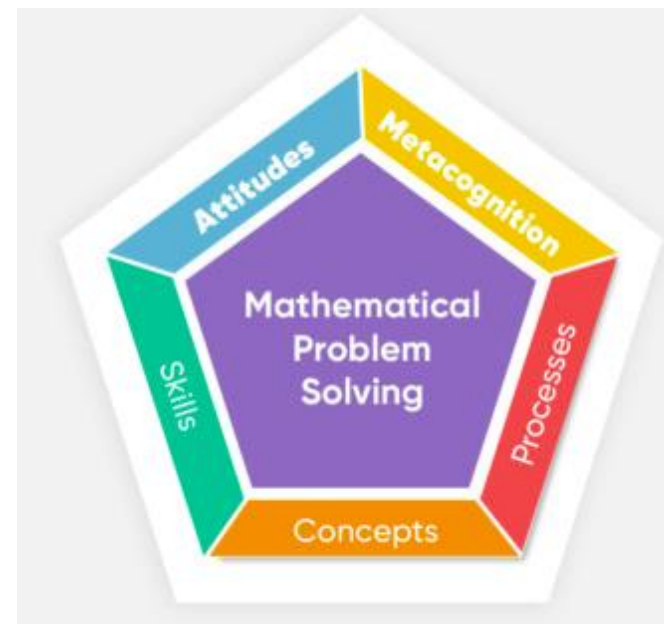 Attitudes
Metacognition
Mathematical
Problem
Solving
Skills
Processes
Concepts